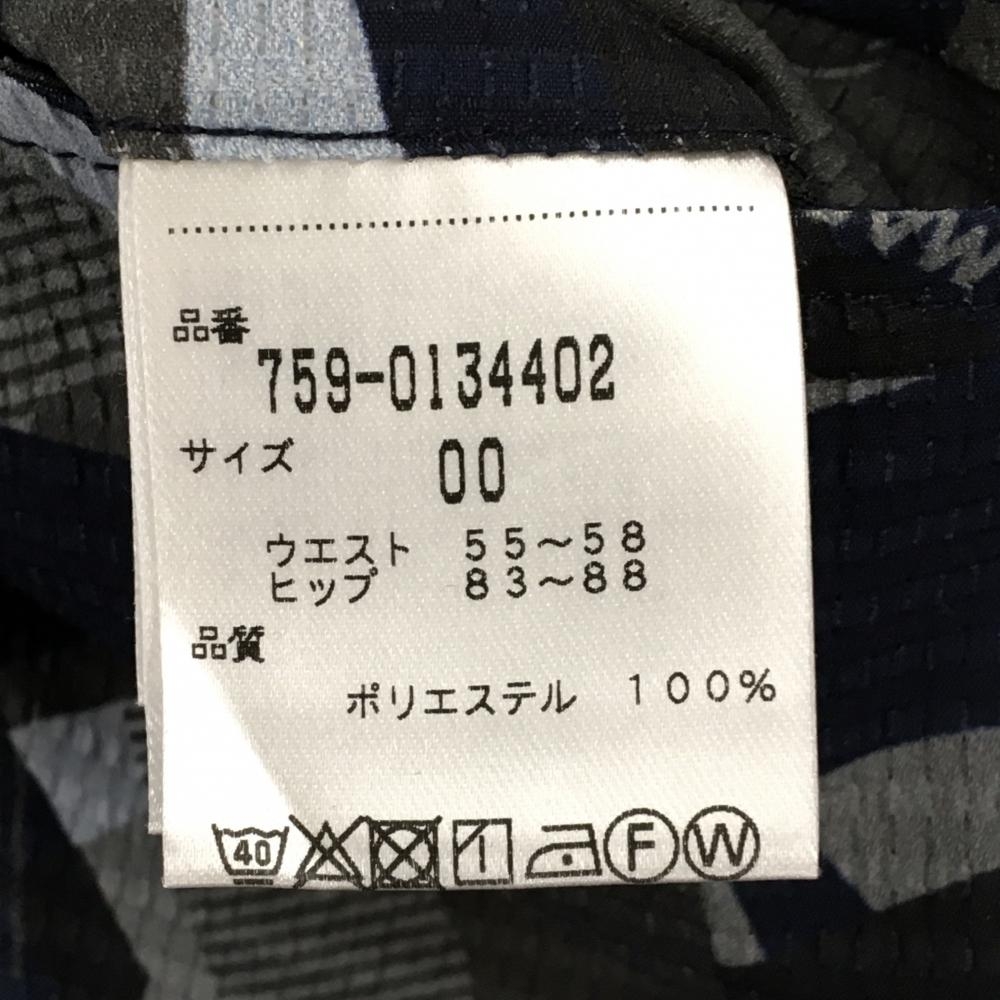 品番
759-0134402
サイズ 00
ウエスト 55～58
ヒップ 83～88
品質
ポリエステル 100%
40 F W